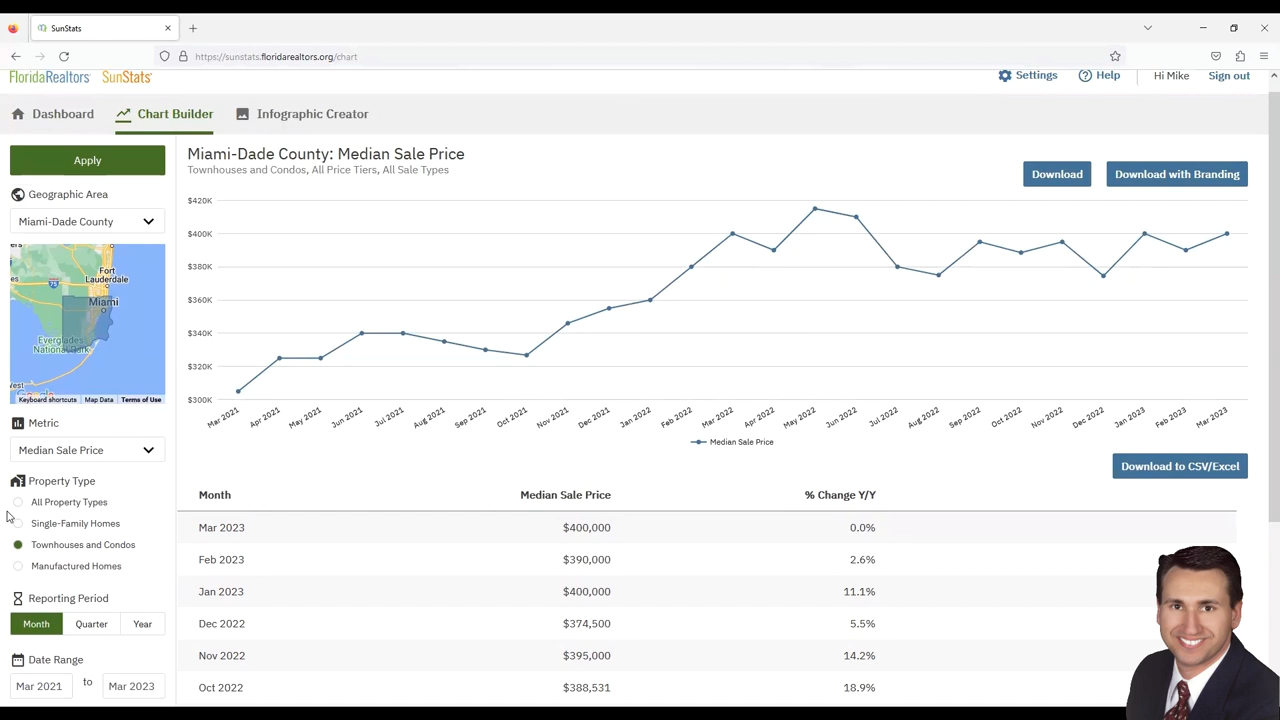 SunStats
https://sunstats.floridarealtors.org/chart
FloridaRealtors SunStats
Settings
Help
Hi Mike
Sign out
Dashboard
Chart Builder
Infographic Creator
Apply
Geographic Area
Miami-Dade County
Fort
Lauderdale
75
Miami
Everglades
National Park
Google
Keyboard shortcuts
Map Data
Terms of Use
Metric
Median Sale Price
Property Type
All Property Types
Single-Family Homes
Townhouses and Condos
Manufactured Homes
Reporting Period
Month
Quarter
Year
Date Range
Mar 2021
to
Mar 2023
Miami-Dade County: Median Sale Price
Townhouses and Condos, All Price Tiers, All Sale Types
Download
Download with Branding
$420K
$400K
$380K
$360K
$340K
$320K
$300K
Mar 2021
Apr 2021
May 2021
Jun 2021
Jul 2021
Aug 2021
Sep 2021
Oct 2021
Nov 2021
Dec 2021
Jan 2022
Feb 2022
Mar 2022
Apr 2022
May 2022
Jun 2022
Jul 2022
Aug 2022
Sep 2022
Oct 2022
Nov 2022
Dec 2022
Jan 2023
Feb 2023
Mar 2023
Median Sale Price
Download to CSV/Excel
Month Median Sale Price % Change Y/Y
Mar 2023 $400,000 0.0%
Feb 2023 $390,000 2.6%
Jan 2023 $400,000 11.1%
Dec 2022 $374,500 5.5%
Nov 2022 $395,000 14.2%
Oct 2022 $388,531 18.9%